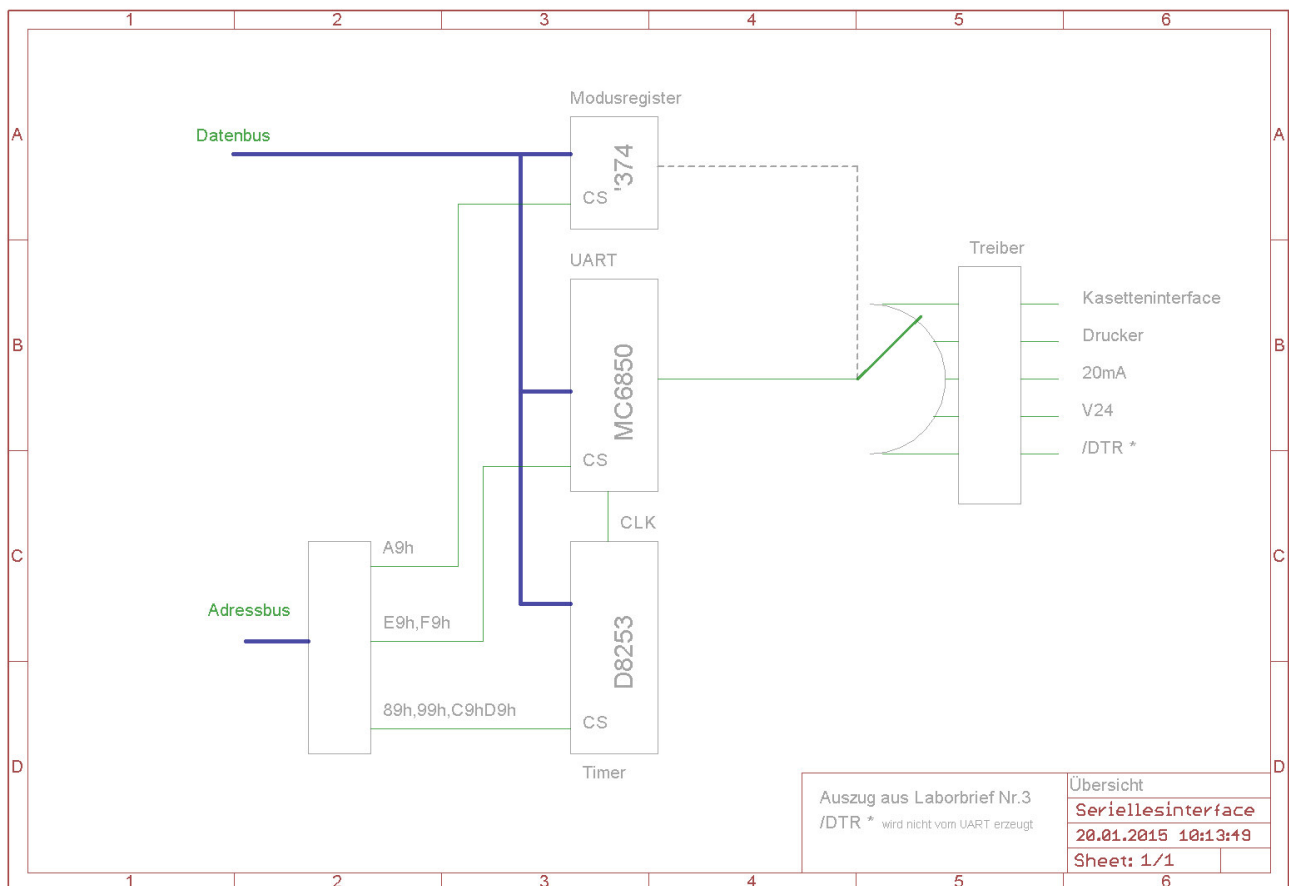 1 2 3 4 5 6
A A
Modusregister
Datenbus
'374
CS
B B
UART
MC6850
CS
Treiber
Kasetteninterface
Drucker
20mA
V24
/DTR *
C C
CLK
A9h
Adressbus
E9h,F9h
D8253
89h,99h,C9hD9h
CS
Timer
D D
Auszug aus Laborbrief Nr.3
/DTR * wird nicht vom UART erzeugt
Übersicht
Seriellesinterface
20.01.2015 10:13:49
Sheet: 1/1
1 2 3 4 5 6